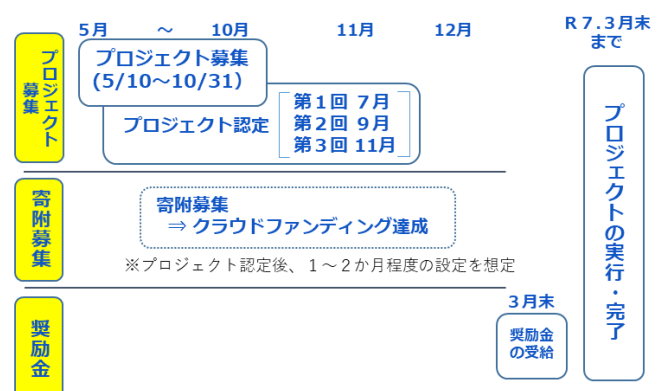 5月 ～ 10月 11月 12月 R7.3月末
まで
プロジェクト
募集
プロジェクト募集
(5/10～10/31)
プロジェクト認定
第1回 7月
第2回 9月
第3回 11月
寄附募集
寄附募集
⇒ クラウドファンディング達成
※プロジェクト認定後、1～2か月程度の設定を想定
奨励金
3月末
奨励金
の受給
プロジェクトの実行・完了